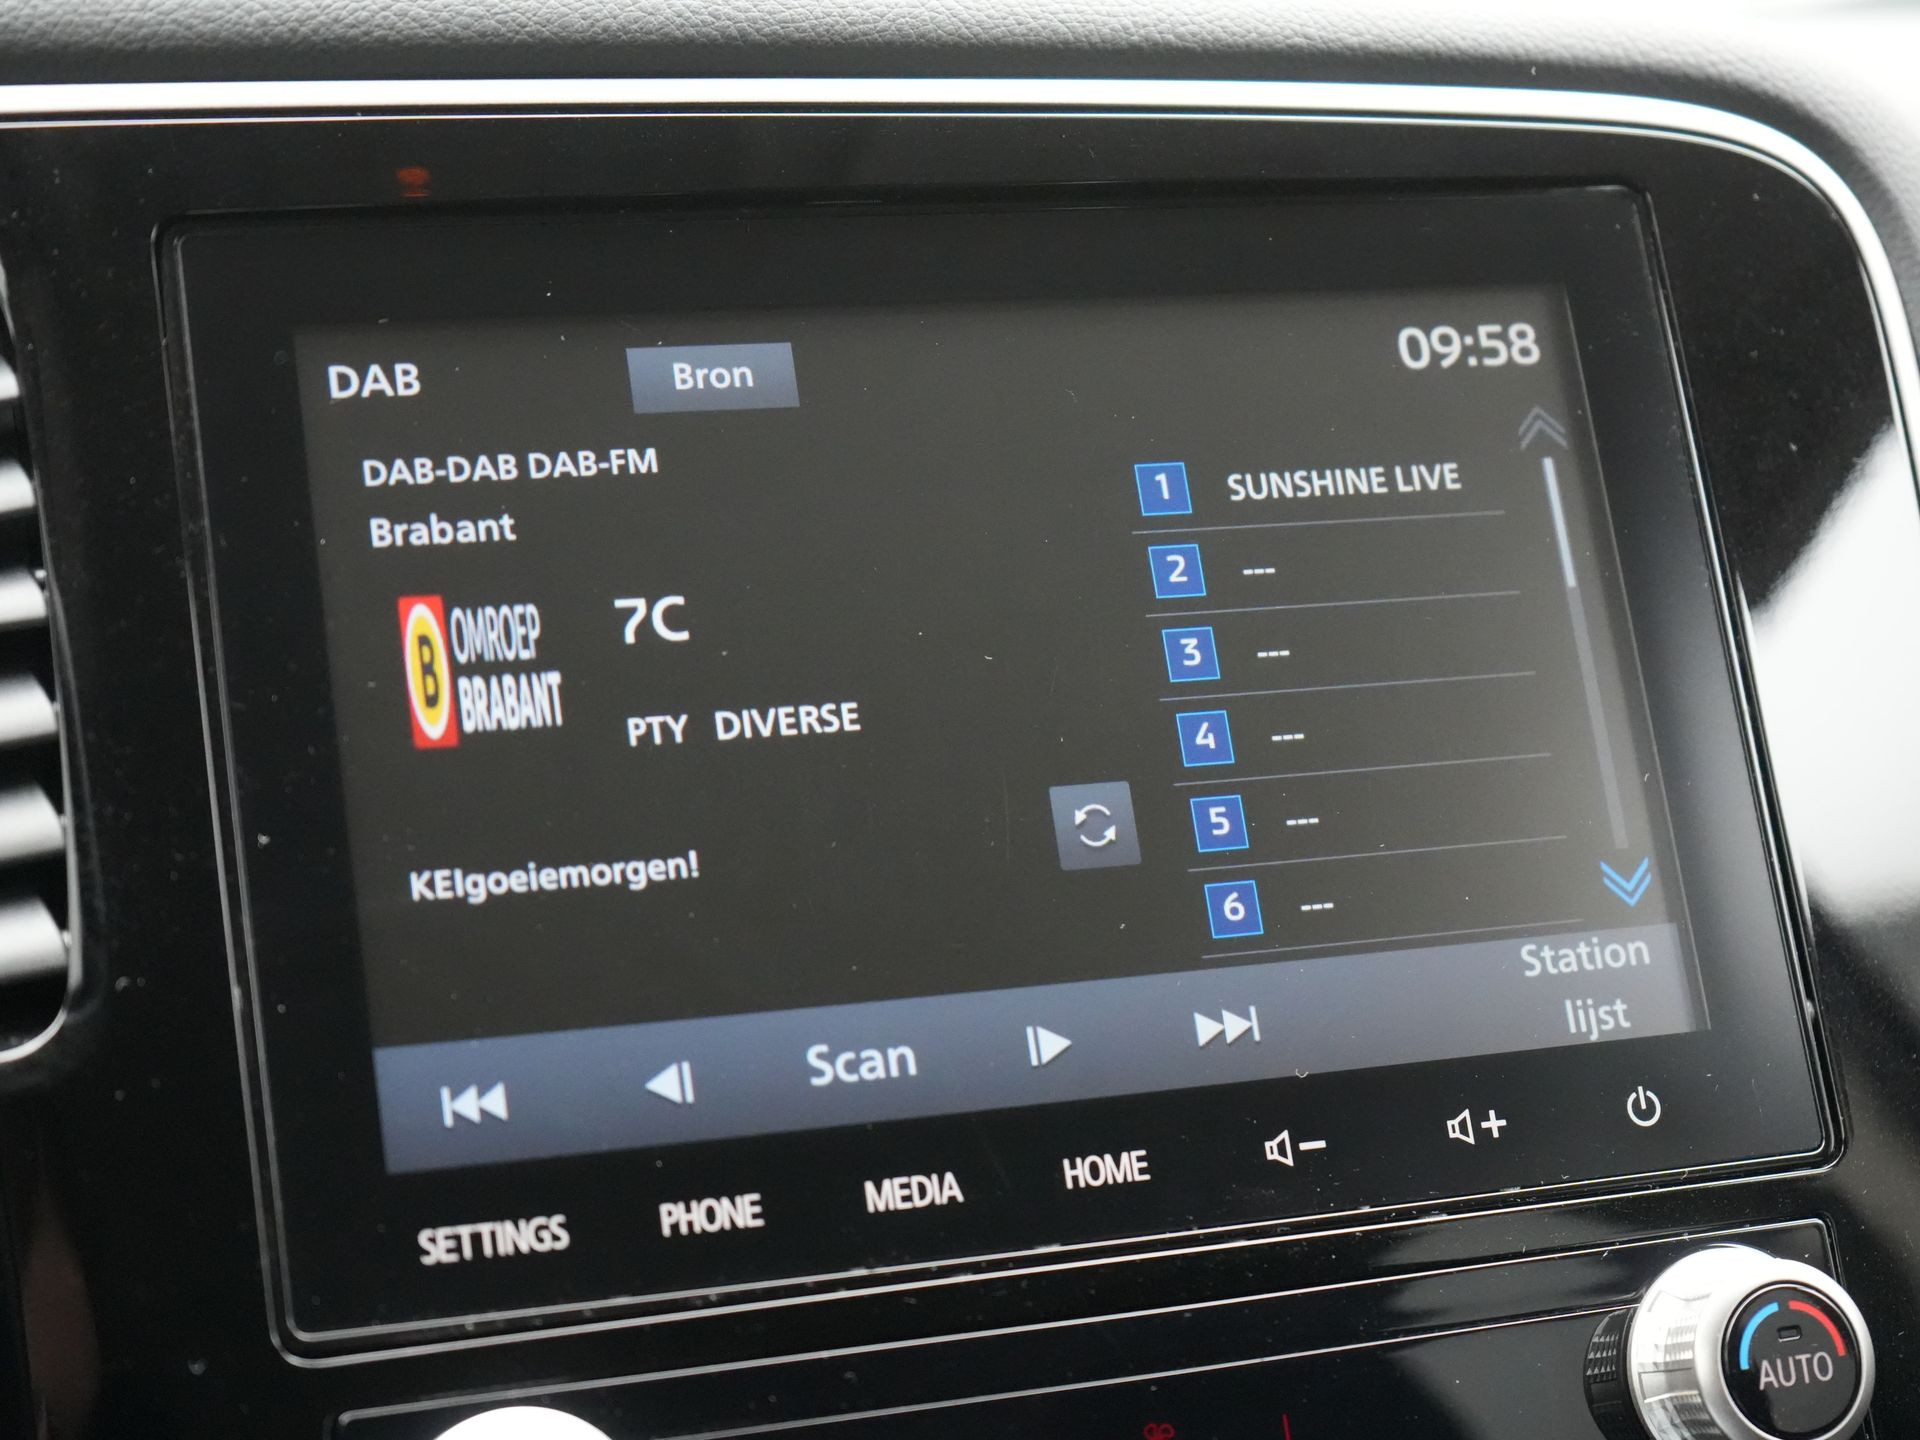 DAB
Bron
09:58
DAB-DAB DAB-FM
Brabant
B
OMROEP
BRABANT
7C
PTY DIVERSE
KEIgoeiemorgen!
1 SUNSHINE LIVE
2 ---
3 ---
4 ---
5 ---
6 ---
Scan
Station
lijst
SETTINGS
PHONE
MEDIA
HOME
AUTO